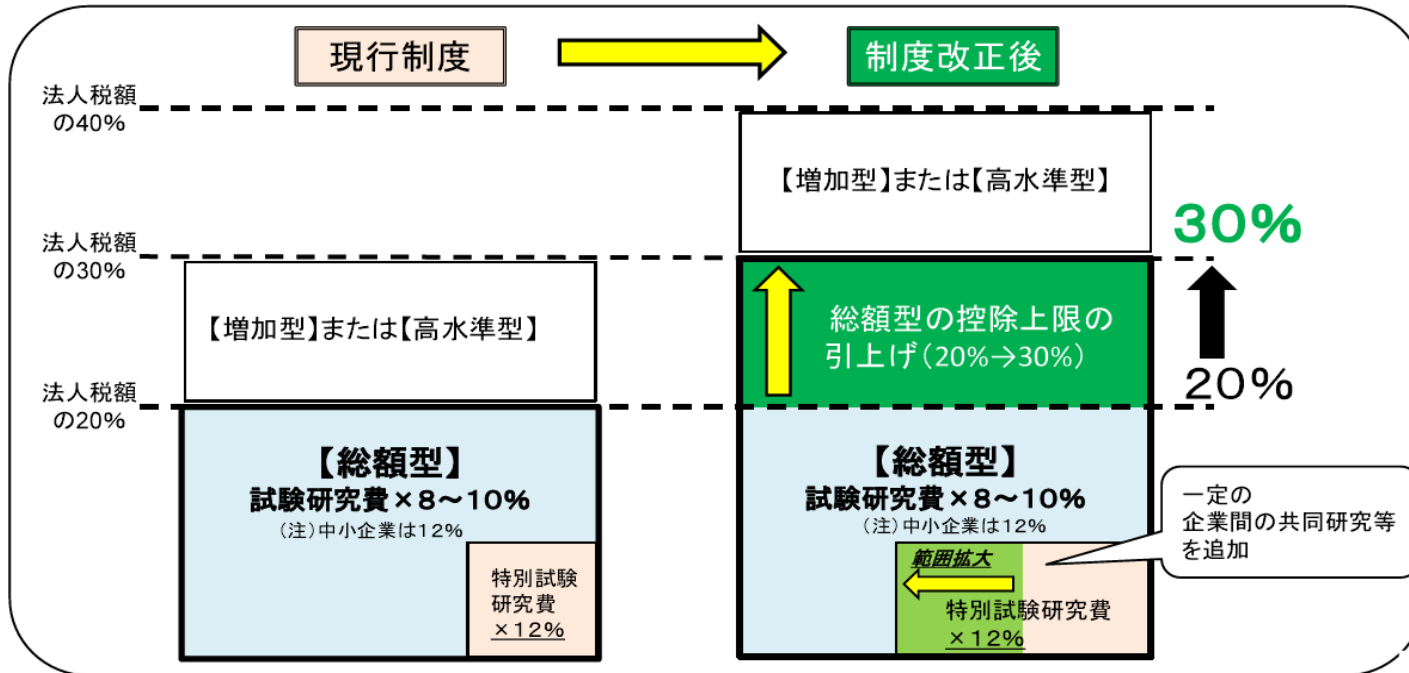 現行制度
制度改正後
法人税額
の40%
【増加型】または【高水準型】
30%
法人税額
の30%
【増加型】または【高水準型】
総額型の控除上限の
引上げ(20%→30%)
20%
法人税額
の20%
【総額型】
試験研究費×8~10%
(注)中小企業は12%
特別試験
研究費
×12%
【総額型】
試験研究費×8~10%
(注)中小企業は12%
範囲拡大
特別試験研究費
×12%
一定の
企業間の共同研究等
を追加